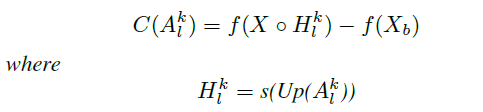 C(A_l^k) = f(X ∘ H_l^k) − f(X_b)
where
H_l^k = s(Up(A_l^k))